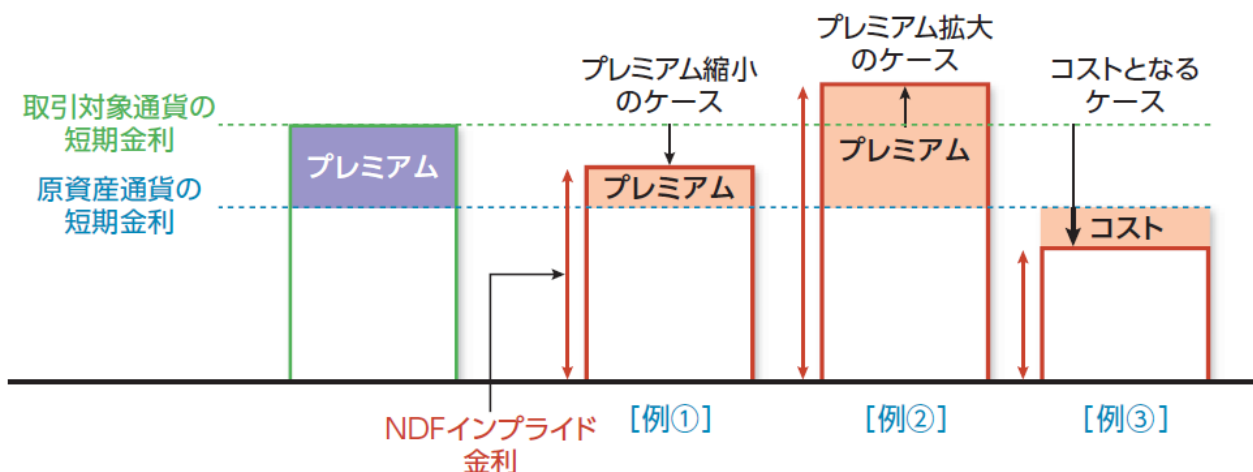 プレミアム縮小
のケース
プレミアム拡大
のケース
コストとなる
ケース
取引対象通貨の
短期金利
原資産通貨の
短期金利
プレミアム
プレミアム
プレミアム
コスト
NDFインプライド
金利
[例①]
[例②]
[例③]